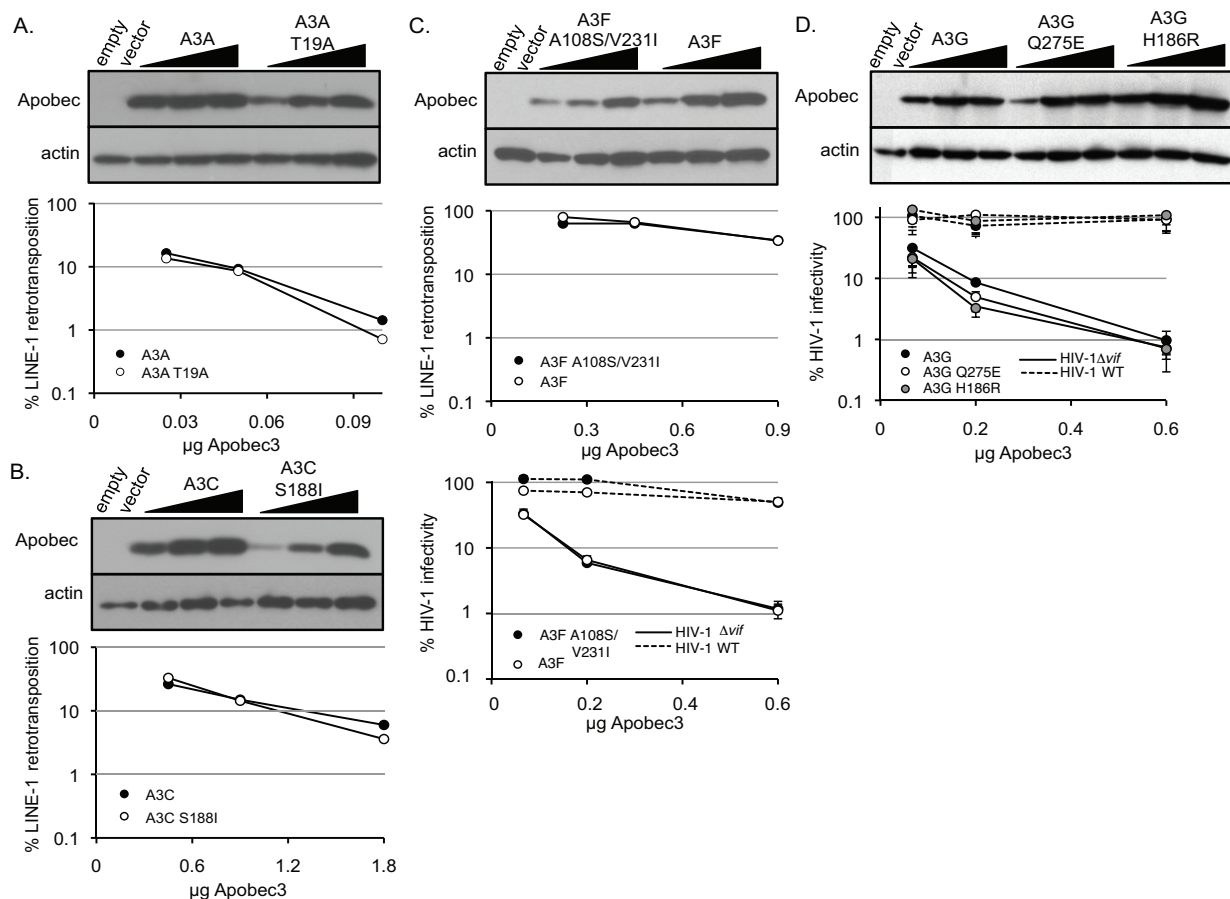 A.
empty
vector
A3A
A3A
T19A
Apobec
actin
% LINE-1 retrotransposition
100
10
1
0.1
A3A
A3A T19A
0
0.03
0.06
0.09
µg Apobec3
B.
empty
vector
A3C
A3C
S188I
Apobec
actin
% LINE-1 retrotransposition
100
10
1
0.1
A3C
A3C S188I
0
0.6
1.2
1.8
µg Apobec3
C.
empty
vector
A3F
A108S/V231I
A3F
Apobec
actin
% LINE-1 retrotransposition
100
10
1
0.1
A3F A108S/V231I
A3F
0
0.3
0.6
0.9
µg Apobec3
% HIV-1 infectivity
100
10
1
0.1
A3F A108S/
V231I
A3F
HIV-1 Δvif
HIV-1 WT
0
0.2
0.4
0.6
µg Apobec3
D.
empty
vector
A3G
A3G
Q275E
A3G
H186R
Apobec
actin
% HIV-1 infectivity
100
10
1
0.1
A3G
A3G Q275E
A3G H186R
HIV-1Δvif
HIV-1 WT
0
0.2
0.4
0.6
µg Apobec3